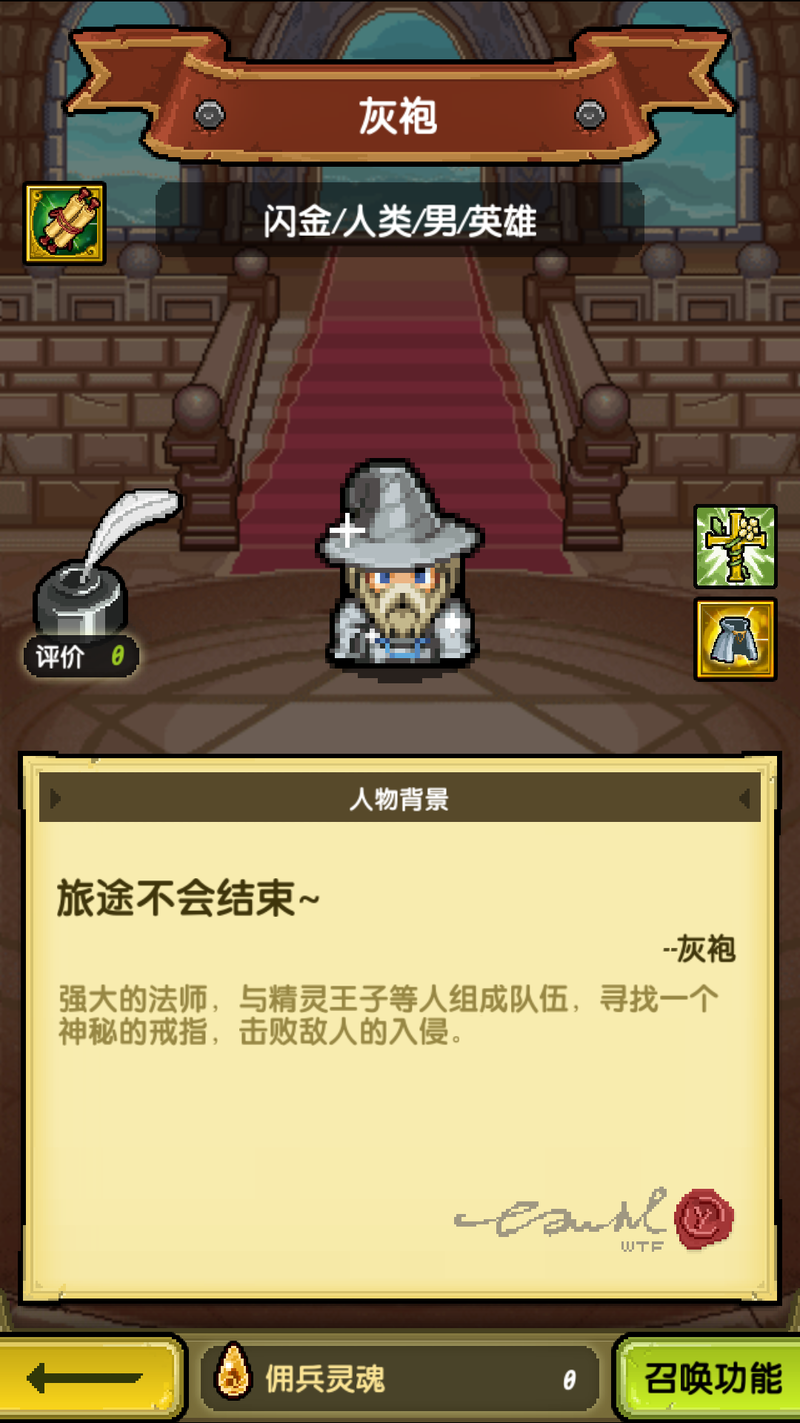 灰袍
闪金/人类/男/英雄
评价 0
人物背景
旅途不会结束~
--灰袍
强大的法师，与精灵王子等人组成队伍，寻找一个
神秘的戒指，击败敌人的入侵。
WTF
佣兵灵魂 0
召唤功能